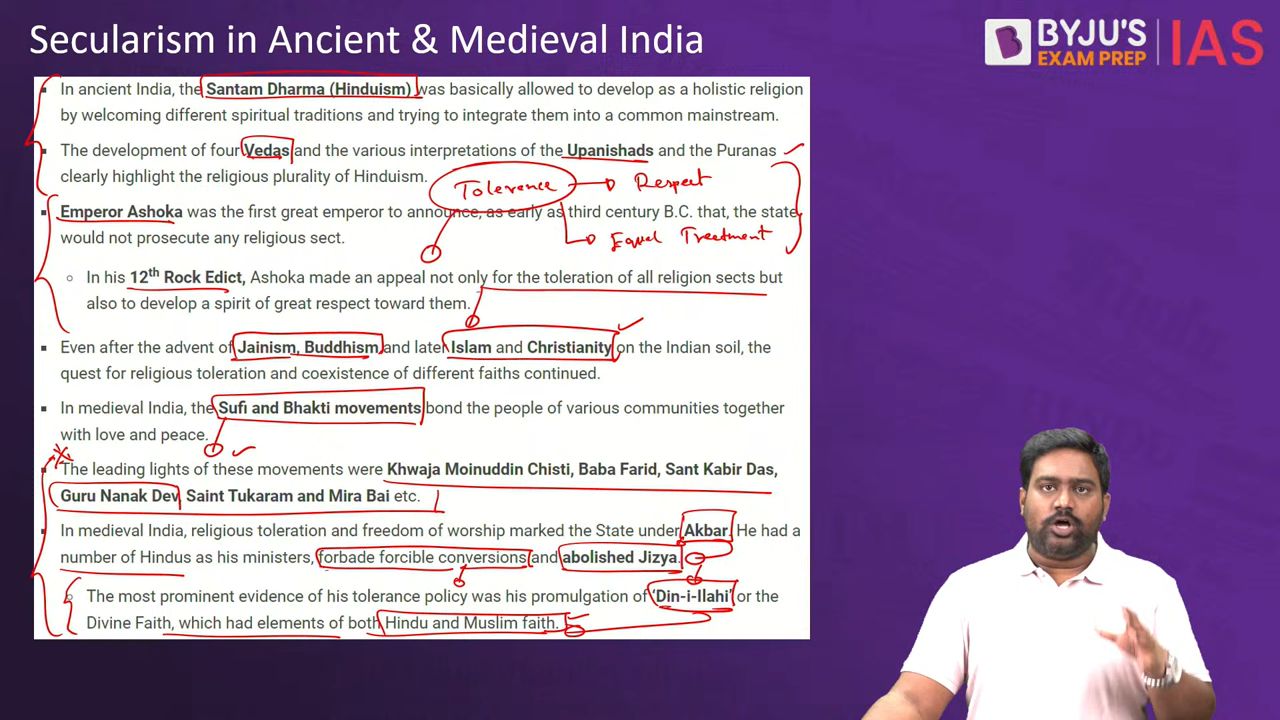 Secularism in Ancient & Medieval India
BYJU'S
EXAM PREP
IAS
In ancient India, the Santam Dharma (Hinduism) was basically allowed to develop as a holistic religion
by welcoming different spiritual traditions and trying to integrate them into a common mainstream.
The development of four Vedas and the various interpretations of the Upanishads and the Puranas
clearly highlight the religious plurality of Hinduism.
Tolerence
Respect
Emperor Ashoka was the first great emperor to announce, as early as third century B.C. that, the state
would not prosecute any religious sect.
Equal Treatment
In his 12th Rock Edict, Ashoka made an appeal not only for the toleration of all religion sects but
also to develop a spirit of great respect toward them.
Even after the advent of Jainism, Buddhism and later Islam and Christianity on the Indian soil, the
quest for religious toleration and coexistence of different faiths continued.
In medieval India, the Sufi and Bhakti movements bond the people of various communities together
with love and peace.
The leading lights of these movements were Khwaja Moinuddin Chisti, Baba Farid, Sant Kabir Das,
Guru Nanak Dev, Saint Tukaram and Mira Bai etc.
In medieval India, religious toleration and freedom of worship marked the State under Akbar. He had a
number of Hindus as his ministers, forbade forcible conversions and abolished Jizya.
The most prominent evidence of his tolerance policy was his promulgation of 'Din-i-Ilahi' or the
Divine Faith, which had elements of both Hindu and Muslim faith.